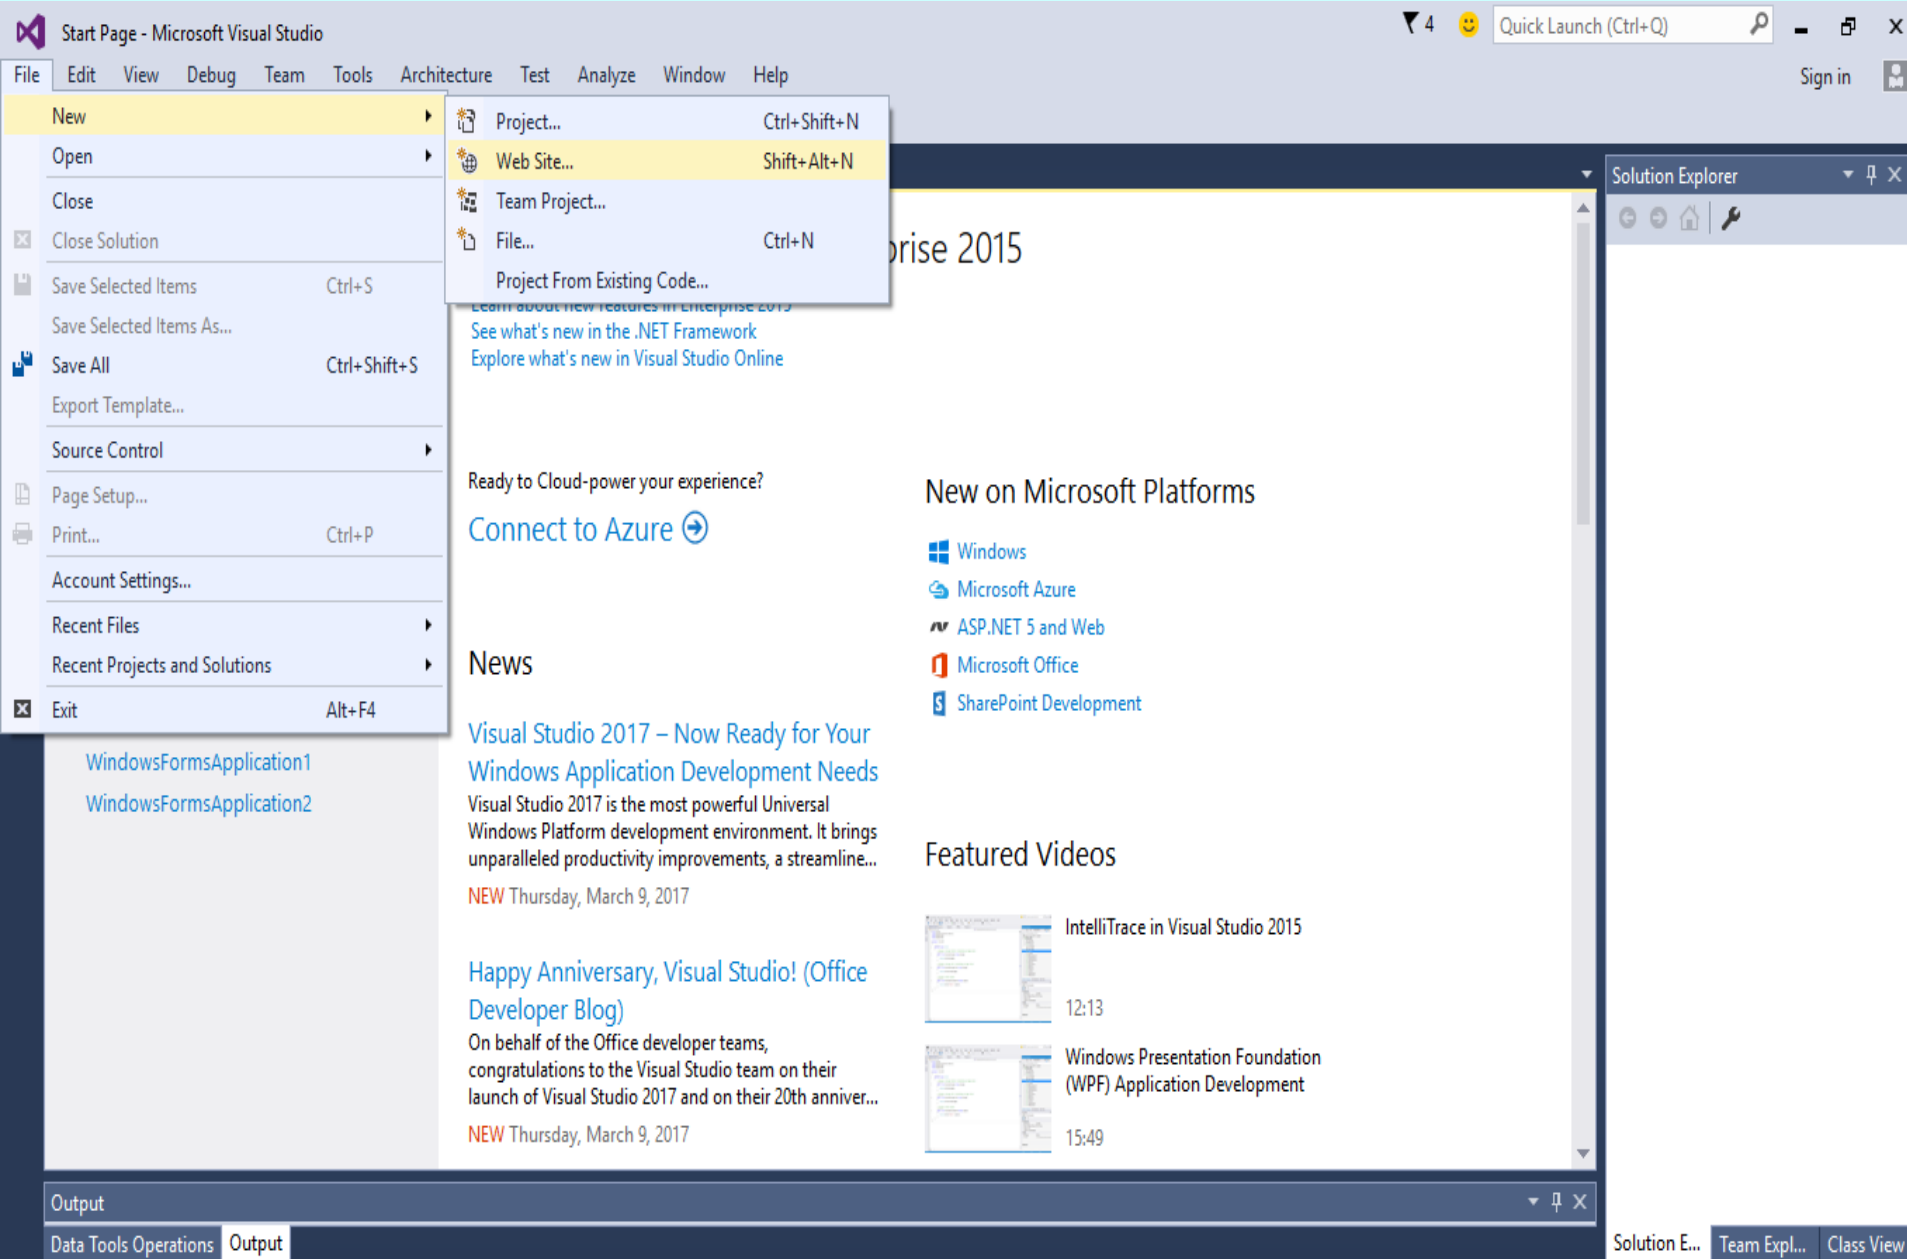 Start Page - Microsoft Visual Studio
4
Quick Launch (Ctrl+Q)
File Edit View Debug Team Tools Architecture Test Analyze Window Help
Sign in
New
Open
Close
Close Solution
Save Selected Items Ctrl+S
Save Selected Items As...
Save All Ctrl+Shift+S
Export Template...
Source Control
Page Setup...
Print... Ctrl+P
Account Settings...
Recent Files
Recent Projects and Solutions
Exit Alt+F4
Project... Ctrl+Shift+N
Web Site... Shift+Alt+N
Team Project...
File... Ctrl+N
Project From Existing Code...
WindowsFormsApplication1
WindowsFormsApplication2
prise 2015
Learn about new features in Enterprise 2015
See what's new in the .NET Framework
Explore what's new in Visual Studio Online
Ready to Cloud-power your experience?
Connect to Azure
News
Visual Studio 2017 – Now Ready for Your
Windows Application Development Needs
Visual Studio 2017 is the most powerful Universal
Windows Platform development environment. It brings
unparalleled productivity improvements, a streamline...
NEW Thursday, March 9, 2017
Happy Anniversary, Visual Studio! (Office
Developer Blog)
On behalf of the Office developer teams,
congratulations to the Visual Studio team on their
launch of Visual Studio 2017 and on their 20th anniver...
NEW Thursday, March 9, 2017
New on Microsoft Platforms
Windows
Microsoft Azure
ASP.NET 5 and Web
Microsoft Office
SharePoint Development
Featured Videos
IntelliTrace in Visual Studio 2015
12:13
Windows Presentation Foundation
(WPF) Application Development
15:49
Solution Explorer
Output
Data Tools Operations Output
Solution E... Team Expl... Class View